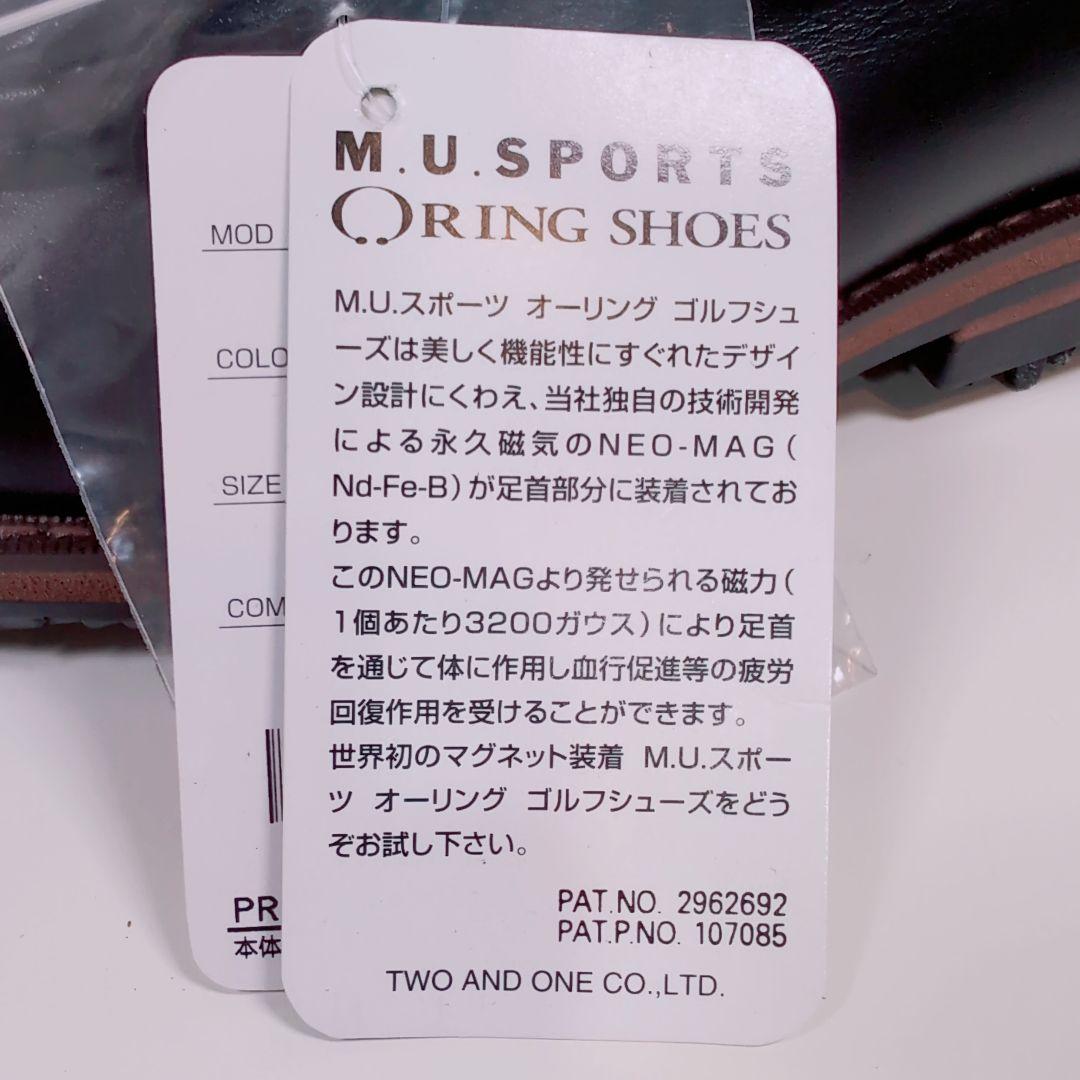 M.U.SPORTS
ORING SHOES
M.U.スポーツ オーリング ゴルフシュ
ーズは美しく機能性にすぐれたデザイ
ン設計にくわえ、当社独自の技術開発
による永久磁気のNEO-MAG(
Nd-Fe-B)が足首部分に装着されてお
ります。
このNEO-MAGより発せられる磁力(
1個あたり3200ガウス)により足首
を通じて体に作用し血行促進等の疲労
回復作用を受けることができます。
世界初のマグネット装着 M.U.スポー
ツ オーリング ゴルフシューズをどう
ぞお試し下さい。
PAT.NO. 2962692
PAT.P.NO. 107085
TWO AND ONE CO.,LTD.
MOD
COLO
SIZE
COM
PR
本体